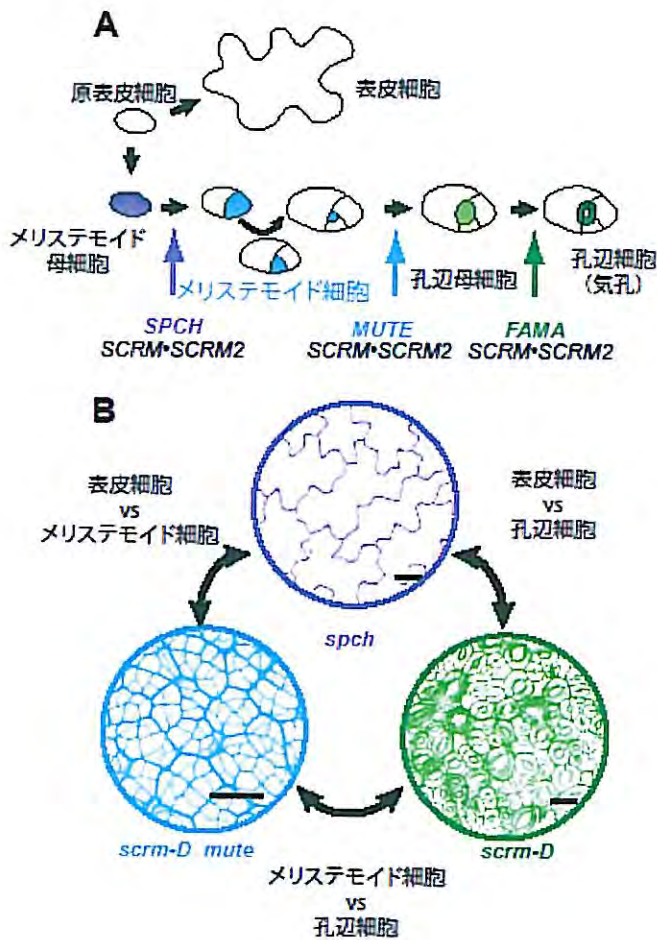 A
原表皮細胞
表皮細胞
メリステモイド
母細胞
メリステモイド細胞
孔辺母細胞
孔辺細胞
(気孔)
SPCH
SCRM•SCRM2
MUTE
SCRM•SCRM2
FAMA
SCRM•SCRM2
B
表皮細胞
vs
メリステモイド細胞
表皮細胞
vs
孔辺細胞
spch
scrm-D mute
scrm-D
メリステモイド細胞
vs
孔辺細胞